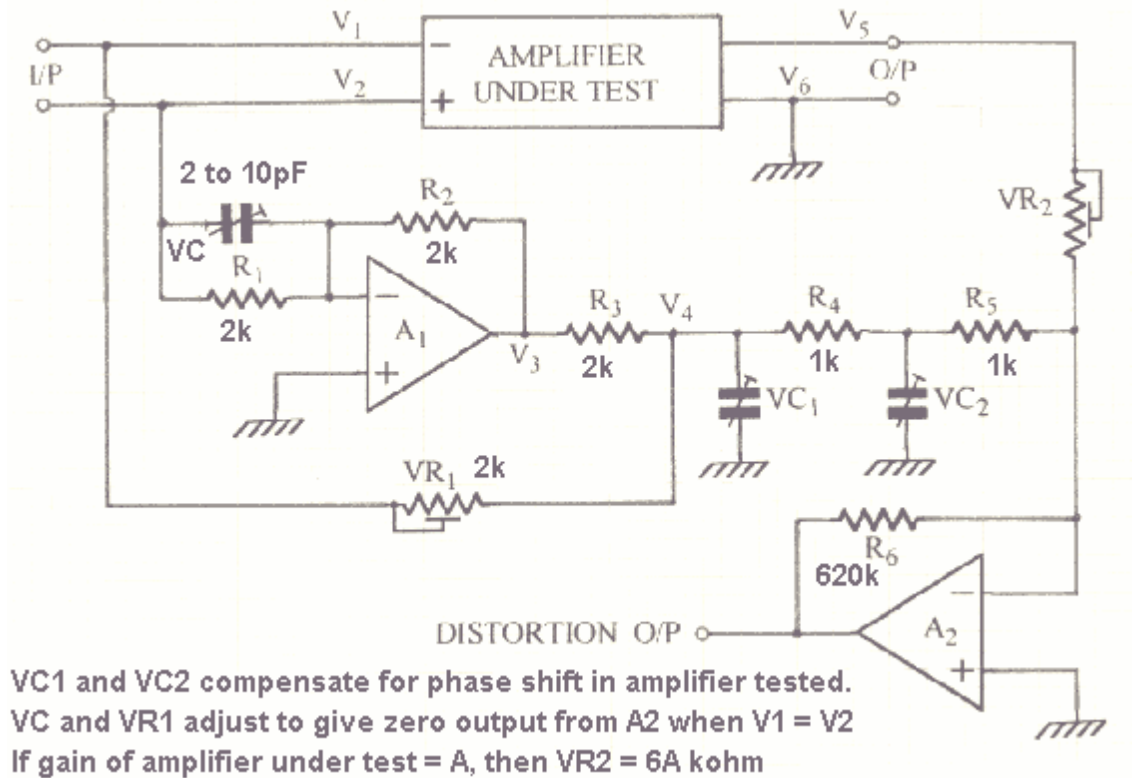 V1
V5
I/P
−
AMPLIFIER
UNDER TEST
V2
+
V6
O/P
2 to 10pF
R2
VR2
VC
2k
R1
2k
−
A1
+
V3
R3
2k
V4
R4
1k
R5
1k
VC1
VC2
VR1
2k
R6
620k
−
A2
+
DISTORTION O/P
VC1 and VC2 compensate for phase shift in amplifier tested.
VC and VR1 adjust to give zero output from A2 when V1 = V2
If gain of amplifier under test = A, then VR2 = 6A kohm